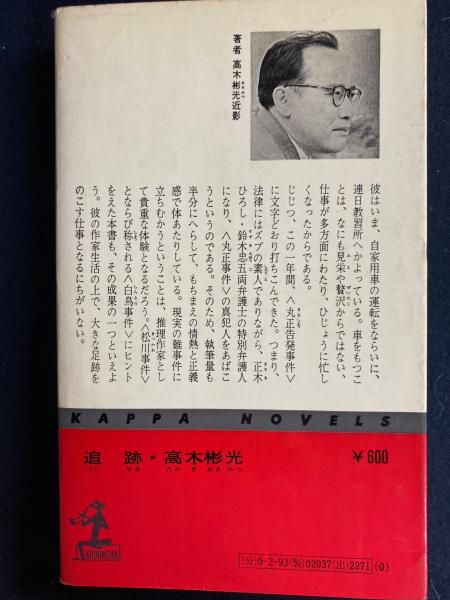 著者 高木彬光近影
あきみつ
彼はいま、自家用車の運転をならいに、
連日教習所へかよっている。車をもつこ
とは、なにも見栄や贅沢からではない、
仕事が多方面にわたり、ひじょうに忙し
くなったからである。
じじつ、この一年間、〈丸正告発事件〉
に文字どおり打ちこんできた。つまり、
法律にはズブの素人でありながら、正木
ひろし・鈴木忠五両弁護士の特別弁護人
になり、〈丸正事件〉の真犯人をあばこ
うというのである。そのため、執筆量も
半分にへらして、もちまえの情熱と正義
感で体あたりしている。現実の難事件に
立ちむかうということは、推理作家とし
て貴重な体験となるだろう。〈松川事件〉
とならび称される〈白鳥事件〉にヒント
をえた本書も、その成果の一つといえよ
う。彼の作家生活の上で、大きな足跡を
のこす仕事となるにちがいない。
KAPPA NOVELS
追跡・高木彬光 ¥600
つい せき たか ぎ あき みつ
KOBUNSHA
(分)0-2-93(製)02037(出)2271(0)